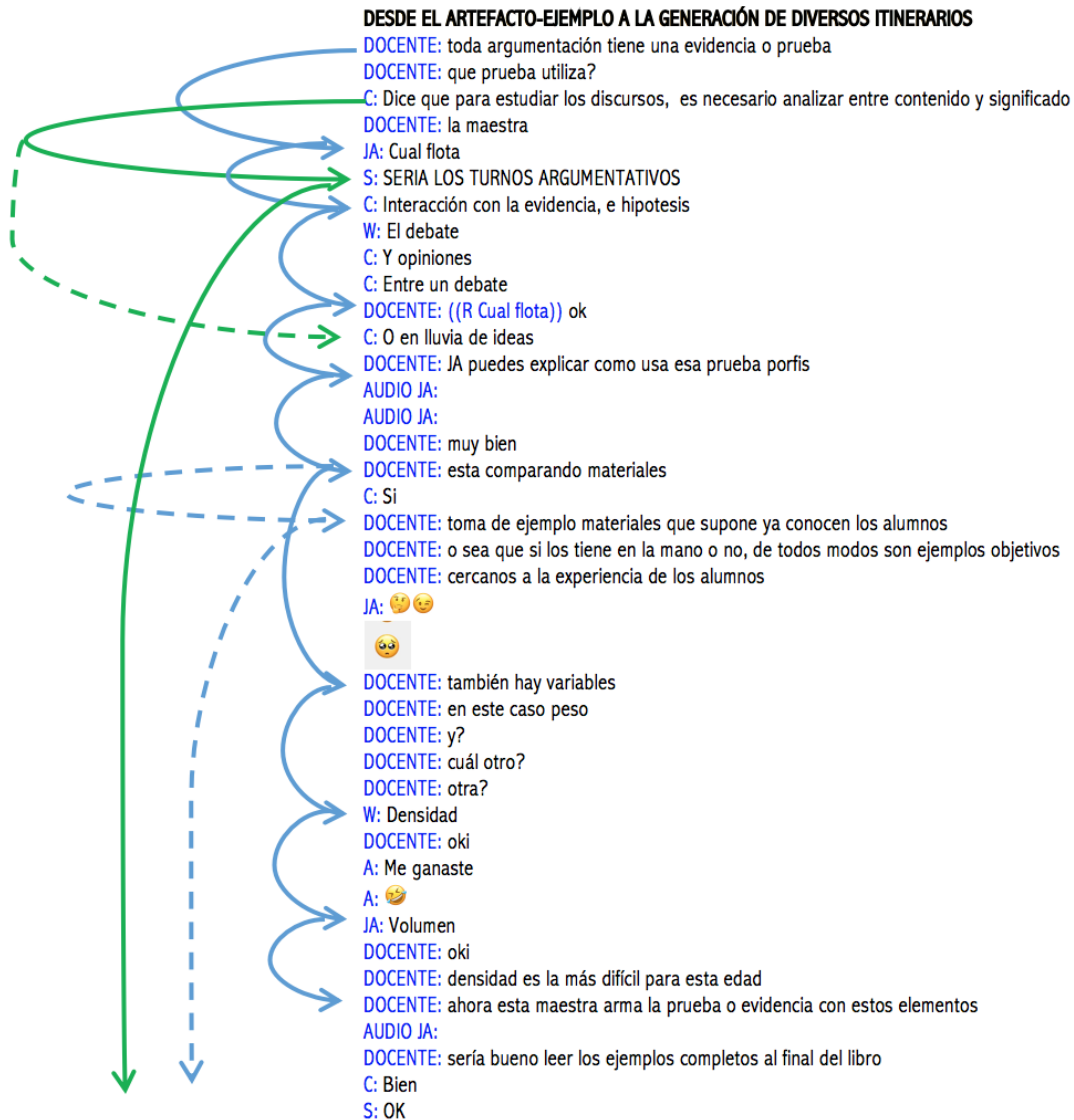 DESDE EL ARTEFACTO-EJEMPLO A LA GENERACIÓN DE DIVERSOS ITINERARIOS
DOCENTE: toda argumentación tiene una evidencia o prueba
DOCENTE: que prueba utiliza?
C: Dice que para estudiar los discursos, es necesario analizar entre contenido y significado
DOCENTE: la maestra
JA: Cual flota
S: SERIA LOS TURNOS ARGUMENTATIVOS
C: Interacción con la evidencia, e hipotesis
W: El debate
C: Y opiniones
C: Entre un debate
DOCENTE: ((R Cual flota)) ok
C: O en lluvia de ideas
DOCENTE: JA puedes explicar como usa esa prueba porfis
AUDIO JA:
AUDIO JA:
DOCENTE: muy bien
DOCENTE: esta comparando materiales
C: Si
DOCENTE: toma de ejemplo materiales que supone ya conocen los alumnos
DOCENTE: o sea que si los tiene en la mano o no, de todos modos son ejemplos objetivos
DOCENTE: cercanos a la experiencia de los alumnos
JA: 🤔😉
🥺
DOCENTE: también hay variables
DOCENTE: en este caso peso
DOCENTE: y?
DOCENTE: cuál otro?
DOCENTE: otra?
W: Densidad
DOCENTE: oki
A: Me ganaste
A: 🤣
JA: Volumen
DOCENTE: oki
DOCENTE: densidad es la más difícil para esta edad
DOCENTE: ahora esta maestra arma la prueba o evidencia con estos elementos
AUDIO JA:
DOCENTE: sería bueno leer los ejemplos completos al final del libro
C: Bien
S: OK